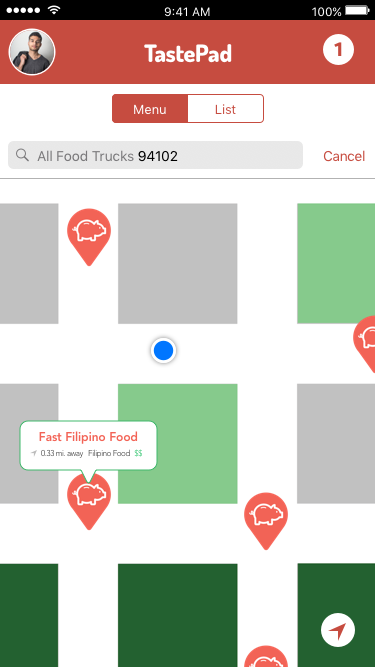 9:41 AM
100%
TastePad
1
Menu
List
All Food Trucks 94102
Cancel
Fast Filipino Food
0.33 mi. away Filipino Food $$